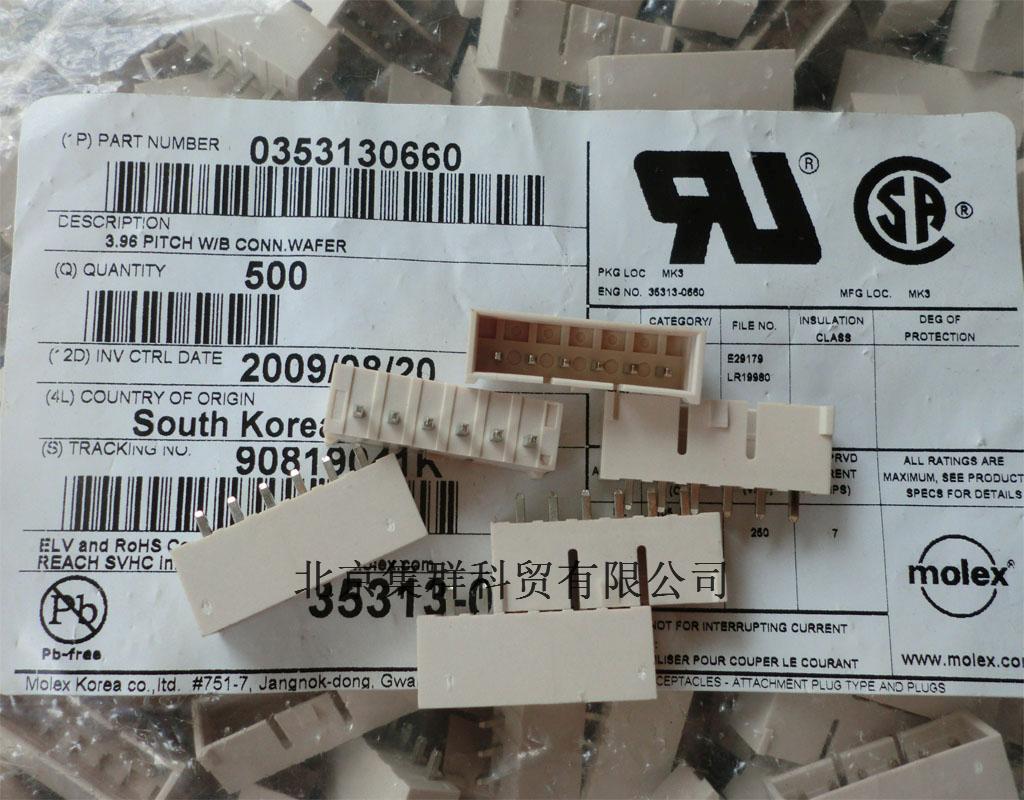 (1P) PART NUMBER 0353130660
DESCRIPTION
3.96 PITCH W/B CONN.WAFER
(Q) QUANTITY 500
(12D) INV CTRL DATE 2009/08/20
(4L) COUNTRY OF ORIGIN
South Korea
(S) TRACKING NO.
ELV and RoHS
REACH SVHC
35313-0
Pb
Pb-free
Molex Korea co.,ltd. #751-7, Jangnok-dong,
RU ®
CSA ®
PKG LOC MK3
ENG NO. 35313-0660 MFG LOC. MK3
CATEGORY/ FILE NO. INSULATION CLASS DEG OF PROTECTION
E29179
LR19980
250 7
ALL RATINGS ARE
MAXIMUM, SEE PRODUCT
SPECS FOR DETAILS
molex®
NOT FOR INTERRUPTING CURRENT
POUR COUPER LE COURANT
- ATTACHMENT PLUG TYPE AND PLUGS
www.molex.co
北京集群科贸有限公司